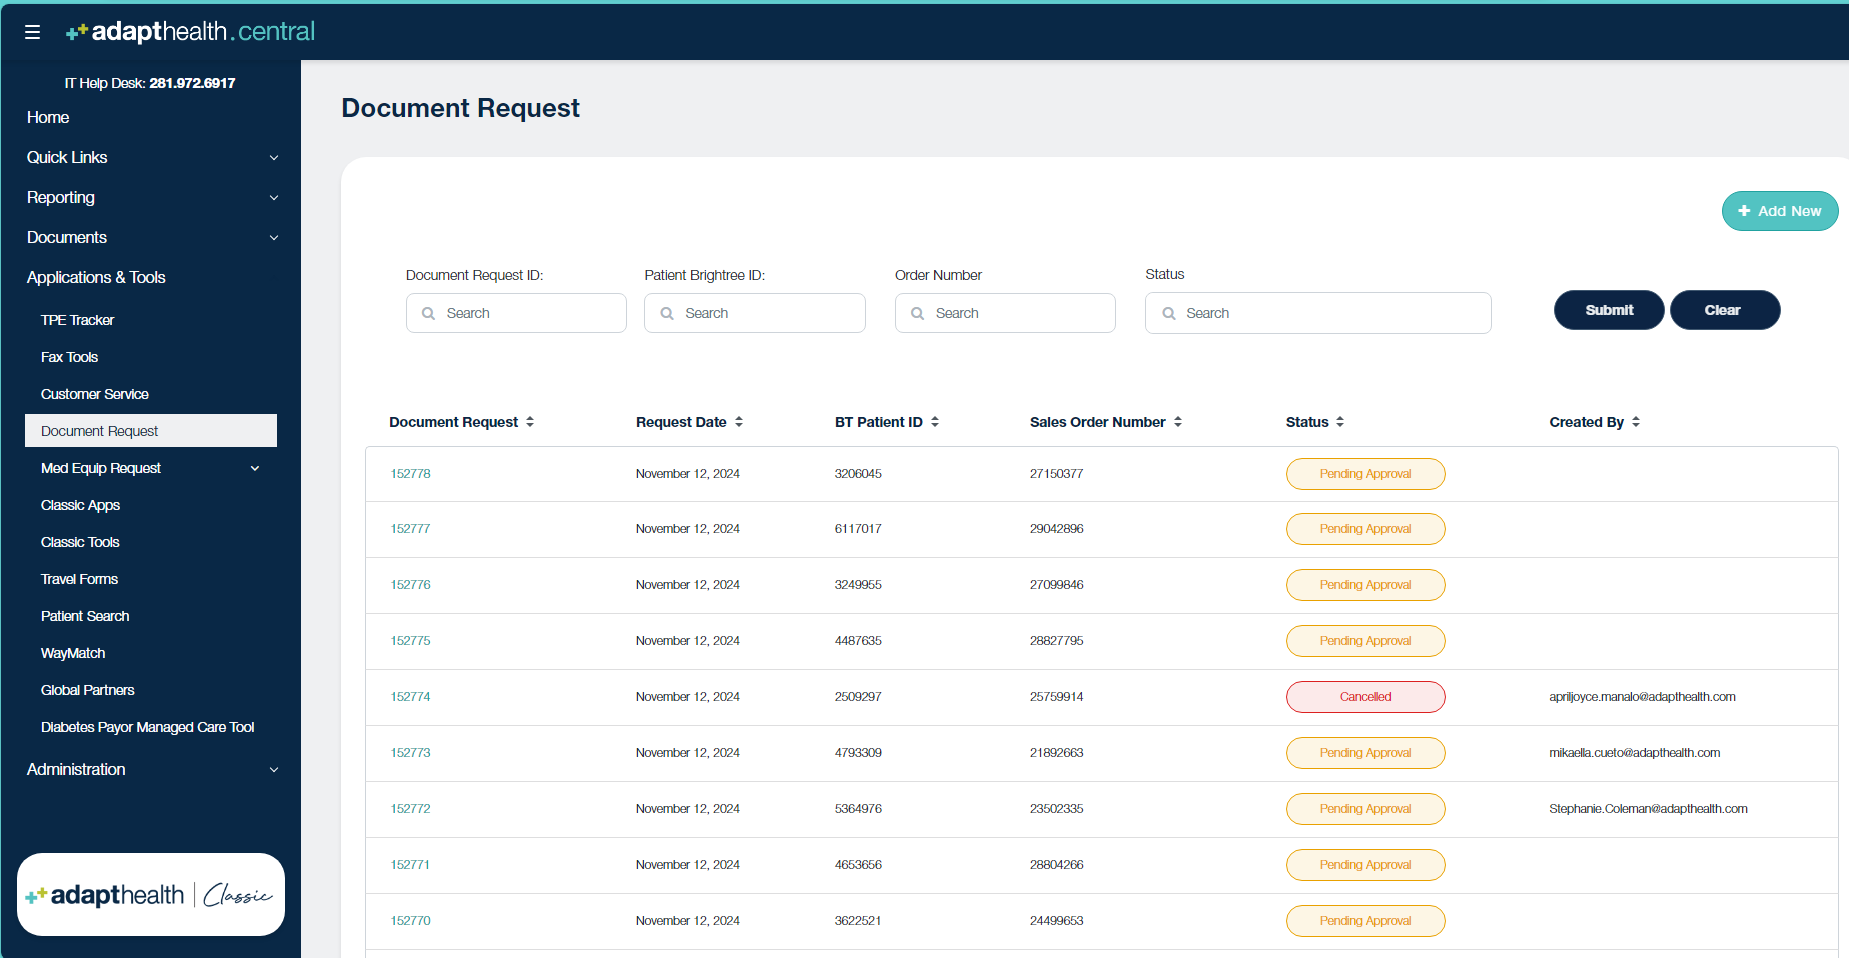 adapthealth.central
IT Help Desk: 281.972.6917
Home
Quick Links
Reporting
Documents
Applications & Tools
TPE Tracker
Fax Tools
Customer Service
Document Request
Med Equip Request
Classic Apps
Classic Tools
Travel Forms
Patient Search
WayMatch
Global Partners
Diabetes Payor Managed Care Tool
Administration
adapthealth | Classic
Document Request
+ Add New
Document Request ID: Patient Brightree ID: Order Number Status
Search Search Search Search Submit Clear
Document Request Request Date BT Patient ID Sales Order Number Status Created By
152778 November 12, 2024 3206045 27150377 Pending Approval
152777 November 12, 2024 6117017 29042896 Pending Approval
152776 November 12, 2024 3249955 27099846 Pending Approval
152775 November 12, 2024 4487635 28827795 Pending Approval
152774 November 12, 2024 2509297 25759914 Cancelled apriljoyce.manalo@adapthealth.com
152773 November 12, 2024 4793309 21892663 Pending Approval mikaella.cueto@adapthealth.com
152772 November 12, 2024 5364976 23502335 Pending Approval Stephanie.Coleman@adapthealth.com
152771 November 12, 2024 4653656 28804266 Pending Approval
152770 November 12, 2024 3622521 24499653 Pending Approval